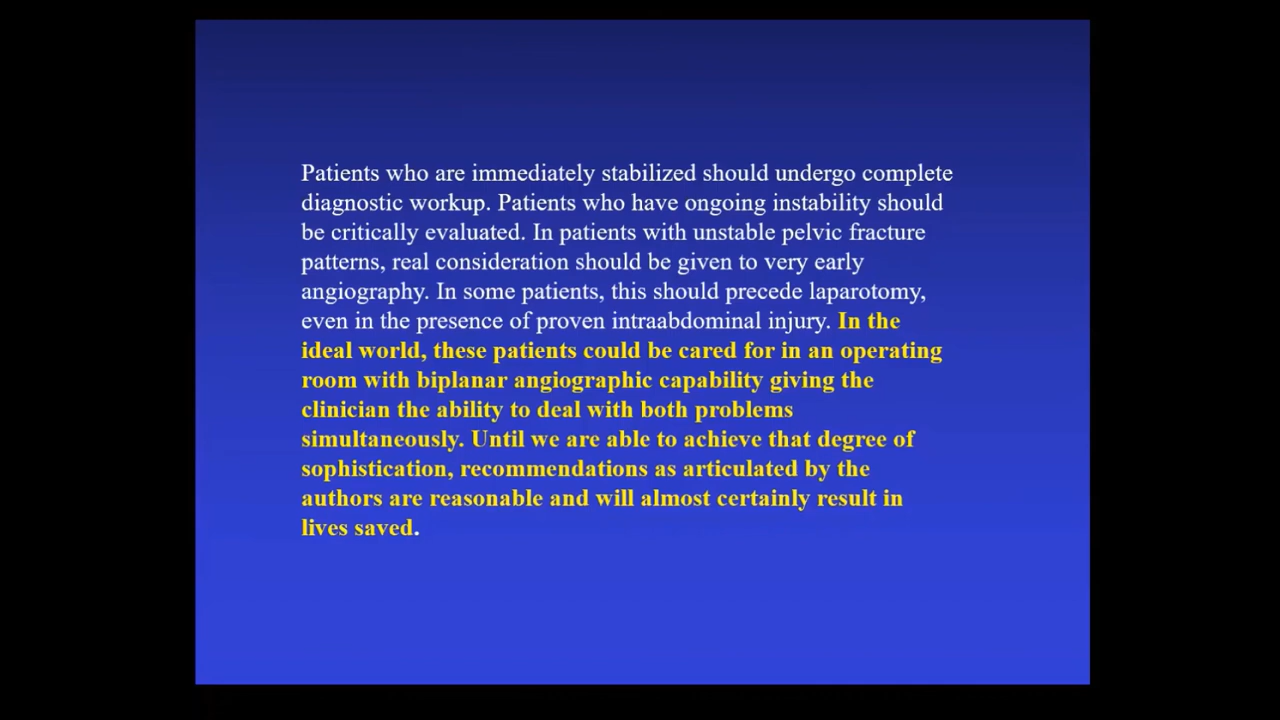 Patients who are immediately stabilized should undergo complete
diagnostic workup. Patients who have ongoing instability should
be critically evaluated. In patients with unstable pelvic fracture
patterns, real consideration should be given to very early
angiography. In some patients, this should precede laparotomy,
even in the presence of proven intraabdominal injury. In the
ideal world, these patients could be cared for in an operating
room with biplanar angiographic capability giving the
clinician the ability to deal with both problems
simultaneously. Until we are able to achieve that degree of
sophistication, recommendations as articulated by the
authors are reasonable and will almost certainly result in
lives saved.